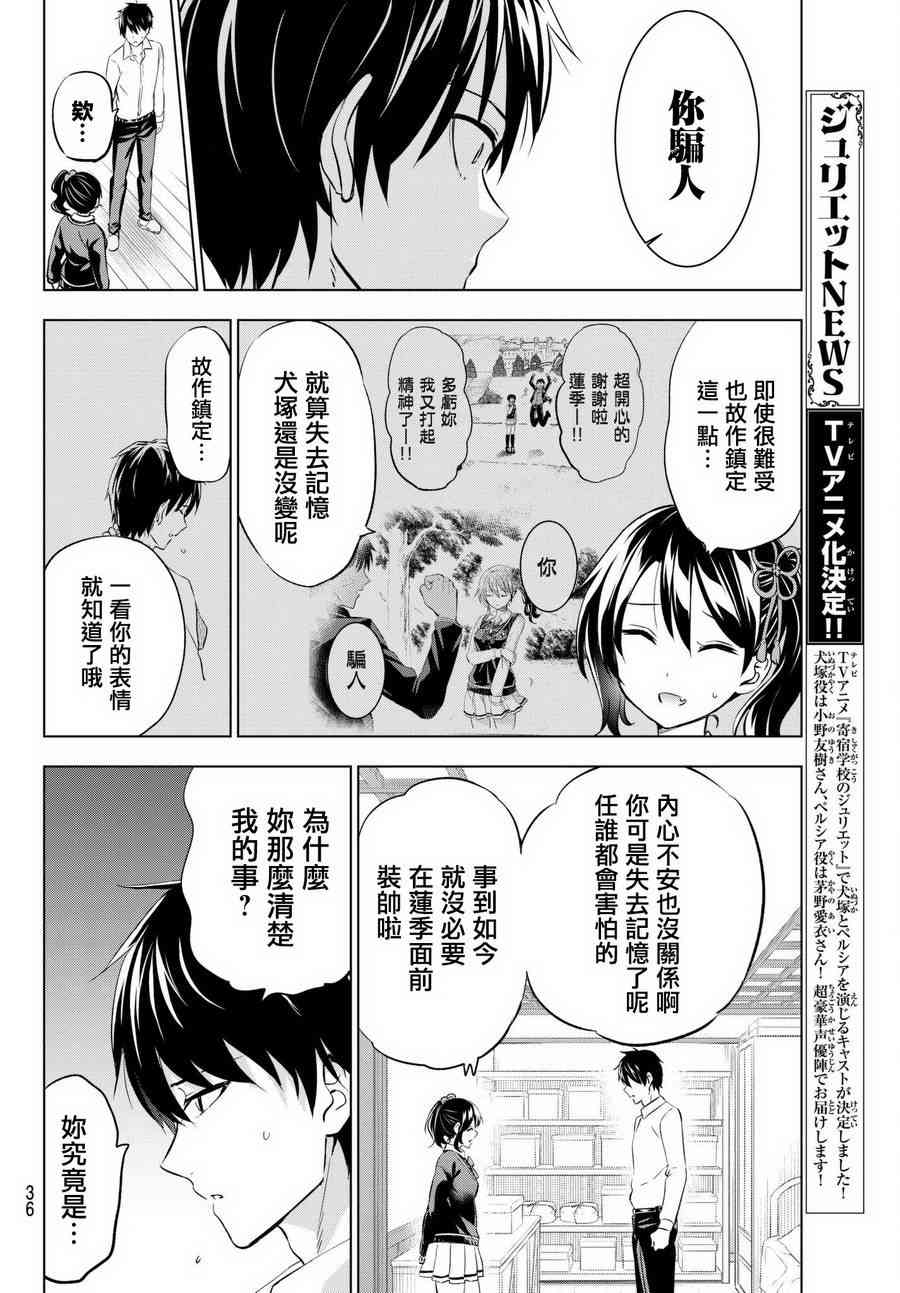 你騙人
欸…
即使很難受
也故作鎮定
這一點…
超開心的
謝謝啦
蓮季ー!!
多虧妳
我又打起
精神了ー!!
你
騙
人
就算失去記憶
犬塚還是沒變呢
故作鎮定…
一看你的表情
就知道了哦
內心不安也沒關係啊
你可是失去記憶了呢
任誰都會害怕的
事到如今
就沒必要
在蓮季面前
裝帥啦
為什麼
妳那麼清楚
我的事?
妳究竟是…
36
ジュリエットNEWS
TVアニメ化決定!!
TVアニメ『寄宿学校のジュリエット』で犬塚とペルシアを演じるキャストが決定しました!
犬塚役は小野友樹さん、ペルシア役は茅野愛衣さん! 超豪華声優陣でお届けします!